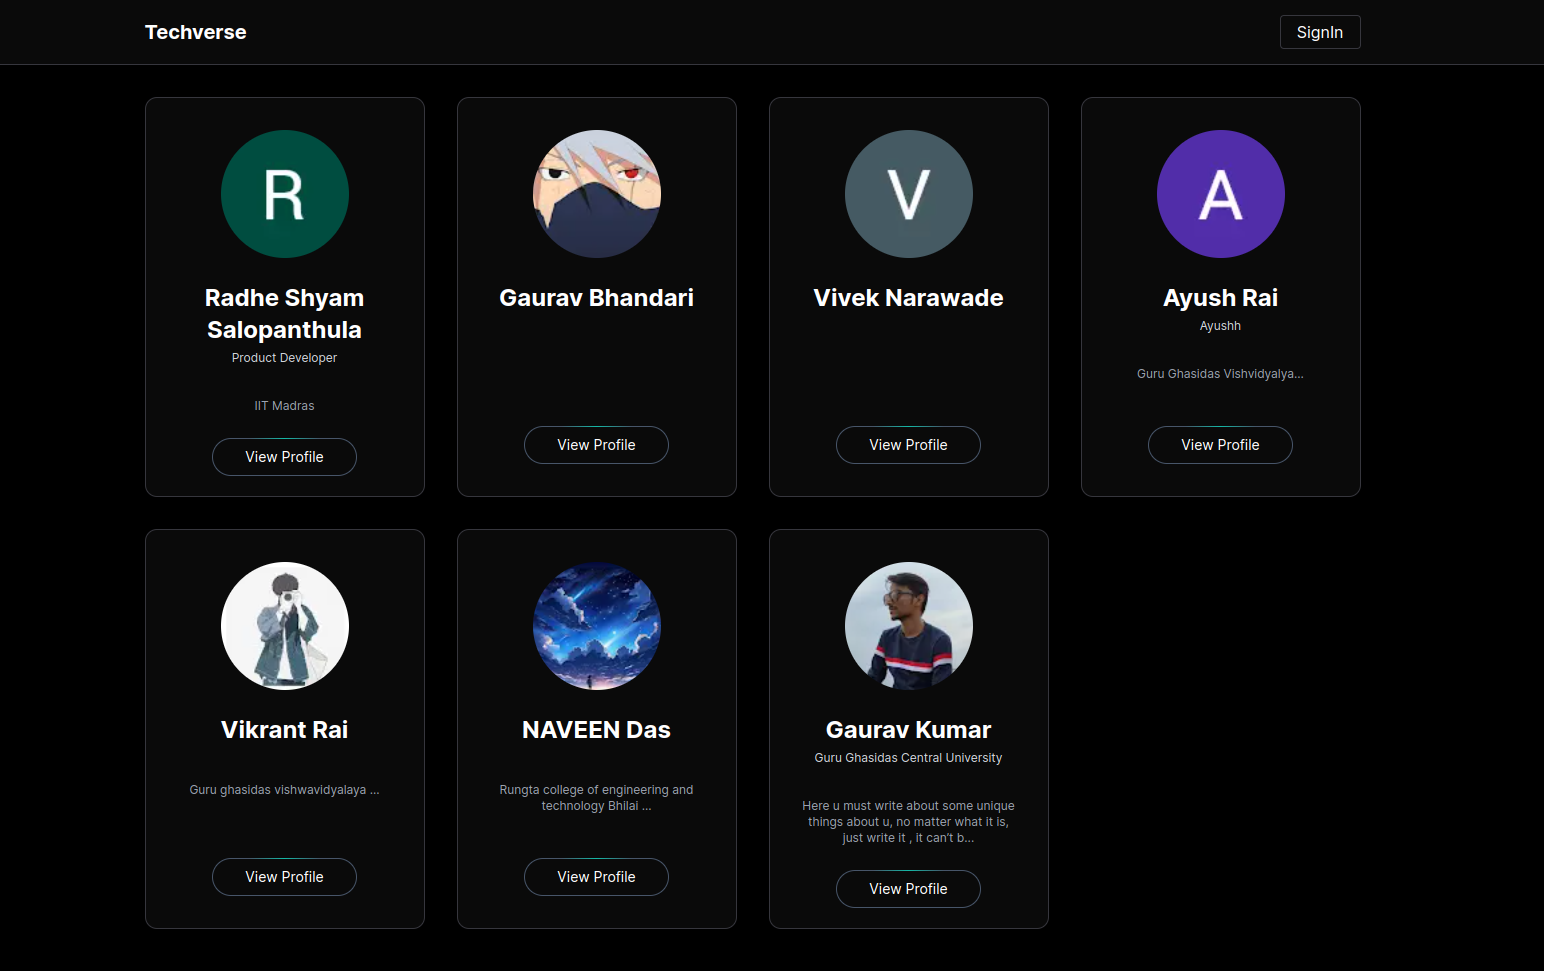 Techverse
SignIn
R
Radhe Shyam
Salopanthula
Product Developer
IIT Madras
View Profile
Gaurav Bhandari
View Profile
V
Vivek Narawade
View Profile
A
Ayush Rai
Ayushh
Guru Ghasidas Vishvidyalya...
View Profile
Vikrant Rai
Guru ghasidas vishwavidyalaya ...
View Profile
NAVEEN Das
Rungta college of engineering and
technology Bhilai ...
View Profile
Gaurav Kumar
Guru Ghasidas Central University
Here u must write about some unique
things about u, no matter what it is,
just write it , it can’t b...
View Profile